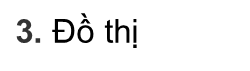 3. Đồ thị